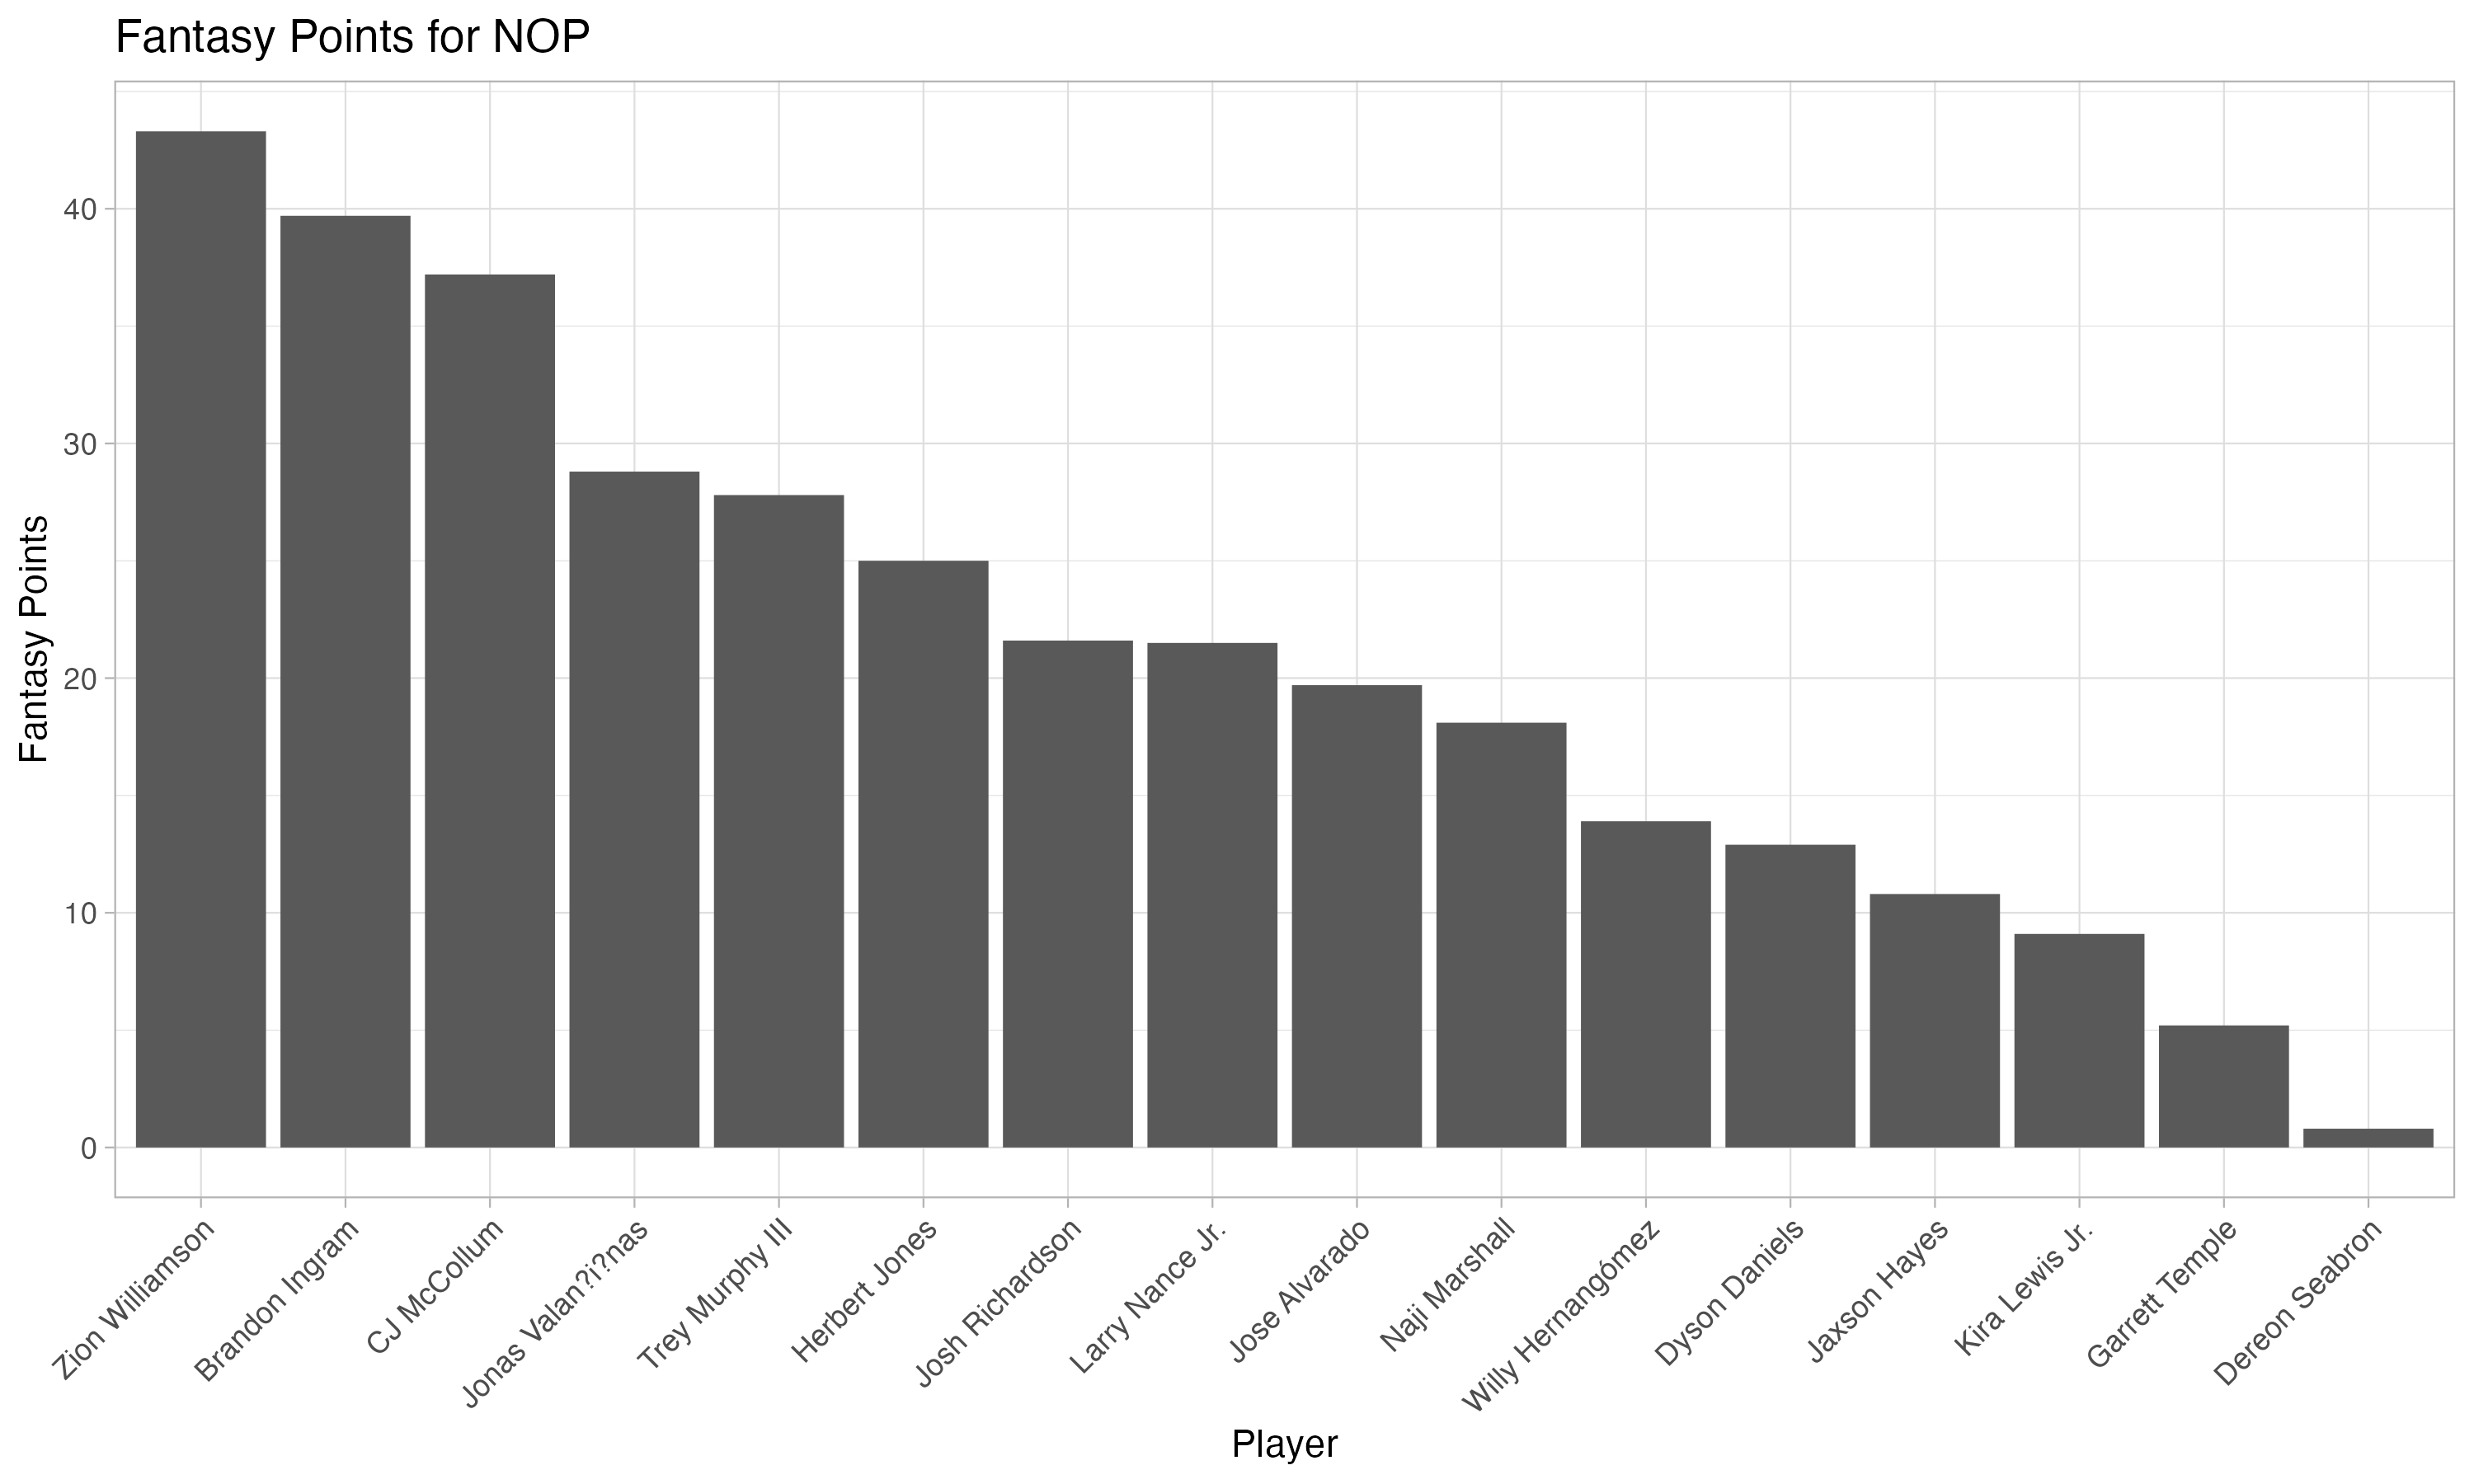 Fantasy Points for NOP
Fantasy Points
40
30
20
10
0
Zion Williamson
Brandon Ingram
CJ McCollum
Jonas Valan?i?nas
Trey Murphy III
Herbert Jones
Josh Richardson
Larry Nance Jr.
Jose Alvarado
Naji Marshall
Willy Hernangómez
Dyson Daniels
Jaxson Hayes
Kira Lewis Jr.
Garrett Temple
Dereon Seabron
Player